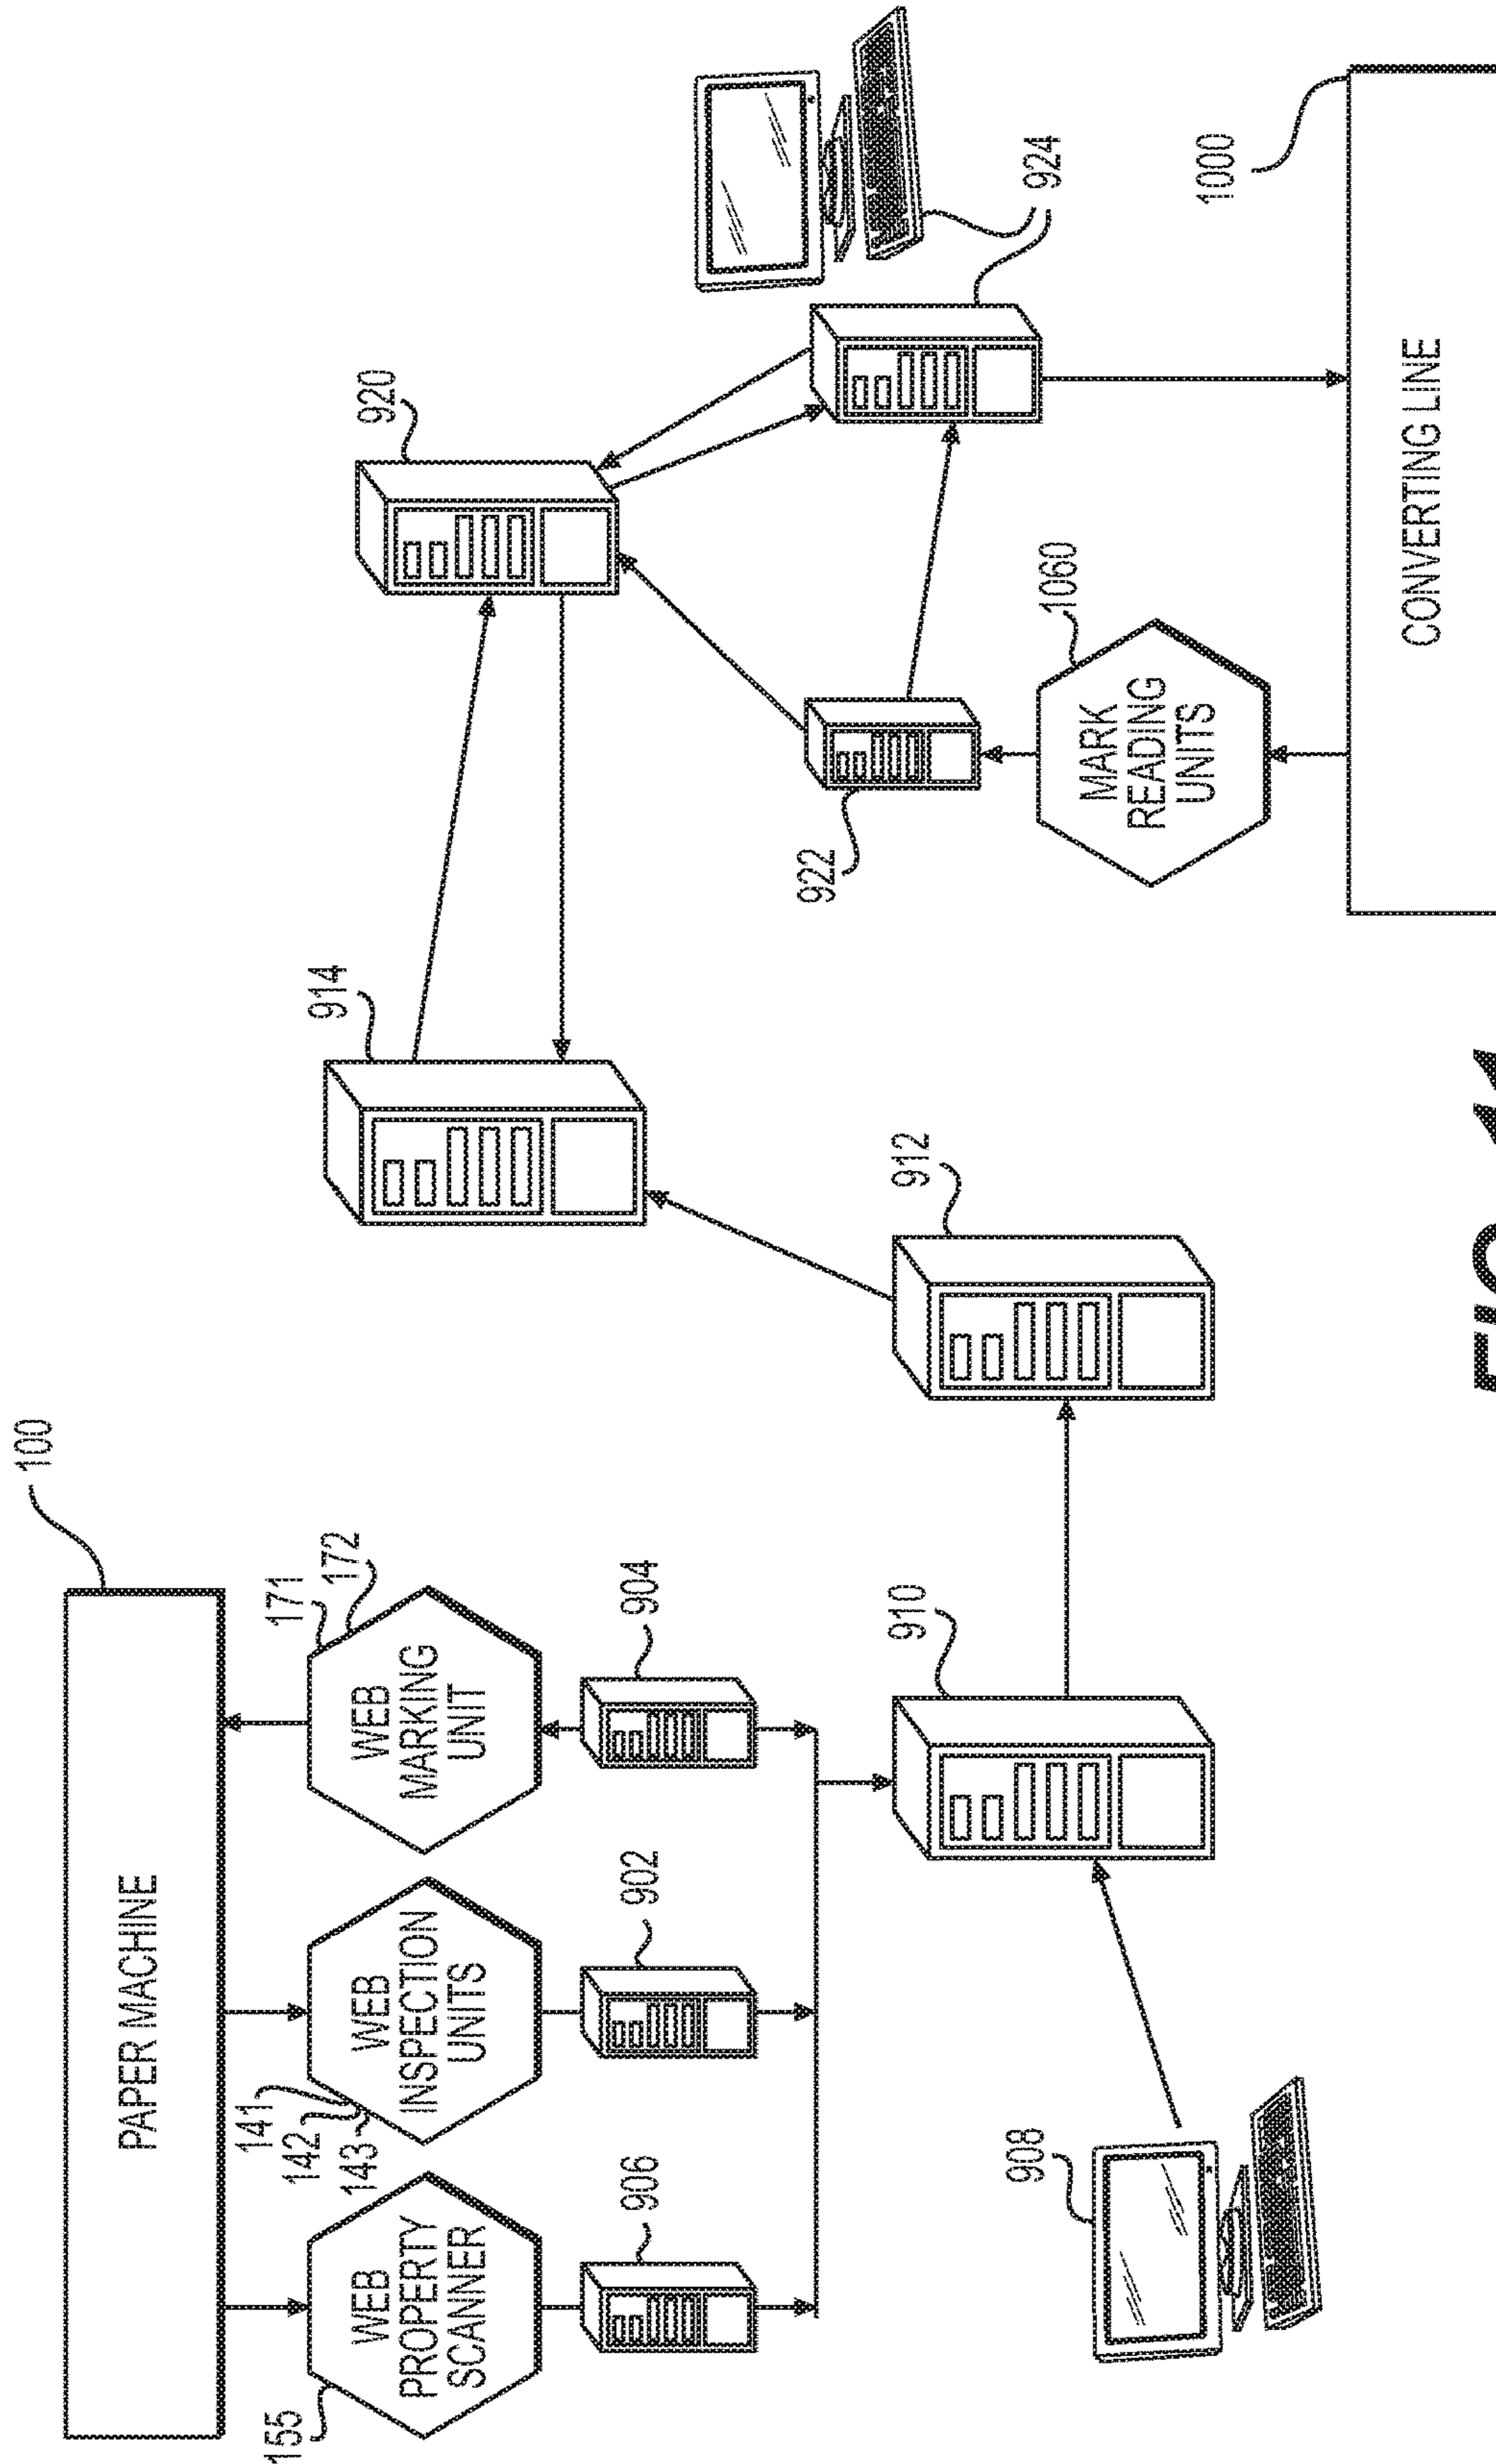 100
PAPER MACHINE
155
WEB
PROPERTY
SCANNER
141
142
143
WEB
INSPECTION
UNITS
171
172
WEB
MARKING
UNIT
906
902
904
908
910
912
914
920
922
924
1060
MARK
READING
UNITS
1000
CONVERTING LINE